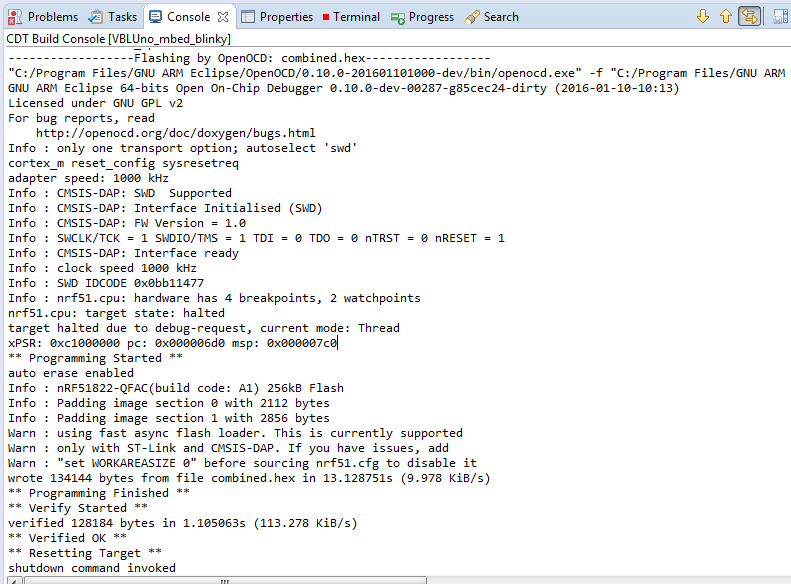 Problems Tasks Console Properties Terminal Progress Search
CDT Build Console [VBLUno_mbed_blinky]
------------------Flashing by OpenOCD: combined.hex------------------
"C:/Program Files/GNU ARM Eclipse/OpenOCD/0.10.0-201601101000-dev/bin/openocd.exe" -f "C:/Program Files/GNU ARM
GNU ARM Eclipse 64-bits Open On-Chip Debugger 0.10.0-dev-00287-g85cec24-dirty (2016-01-10-10:13)
Licensed under GNU GPL v2
For bug reports, read
    http://openocd.org/doc/doxygen/bugs.html
Info : only one transport option; autoselect 'swd'
cortex_m reset_config sysresetreq
adapter speed: 1000 kHz
Info : CMSIS-DAP: SWD  Supported
Info : CMSIS-DAP: Interface Initialised (SWD)
Info : CMSIS-DAP: FW Version = 1.0
Info : SWCLK/TCK = 1 SWDIO/TMS = 1 TDI = 0 TDO = 0 nTRST = 0 nRESET = 1
Info : CMSIS-DAP: Interface ready
Info : clock speed 1000 kHz
Info : SWD IDCODE 0x0bb11477
Info : nrf51.cpu: hardware has 4 breakpoints, 2 watchpoints
nrf51.cpu: target state: halted
target halted due to debug-request, current mode: Thread
xPSR: 0xc1000000 pc: 0x000006d0 msp: 0x000007c0
** Programming Started **
auto erase enabled
Info : nRF51822-QFAC(build code: A1) 256kB Flash
Info : Padding image section 0 with 2112 bytes
Info : Padding image section 1 with 2856 bytes
Warn : using fast async flash loader. This is currently supported
Warn : only with ST-Link and CMSIS-DAP. If you have issues, add
Warn : "set WORKAREASIZE 0" before sourcing nrf51.cfg to disable it
wrote 134144 bytes from file combined.hex in 13.128751s (9.978 KiB/s)
** Programming Finished **
** Verify Started **
verified 128184 bytes in 1.105063s (113.278 KiB/s)
** Verified OK **
** Resetting Target **
shutdown command invoked